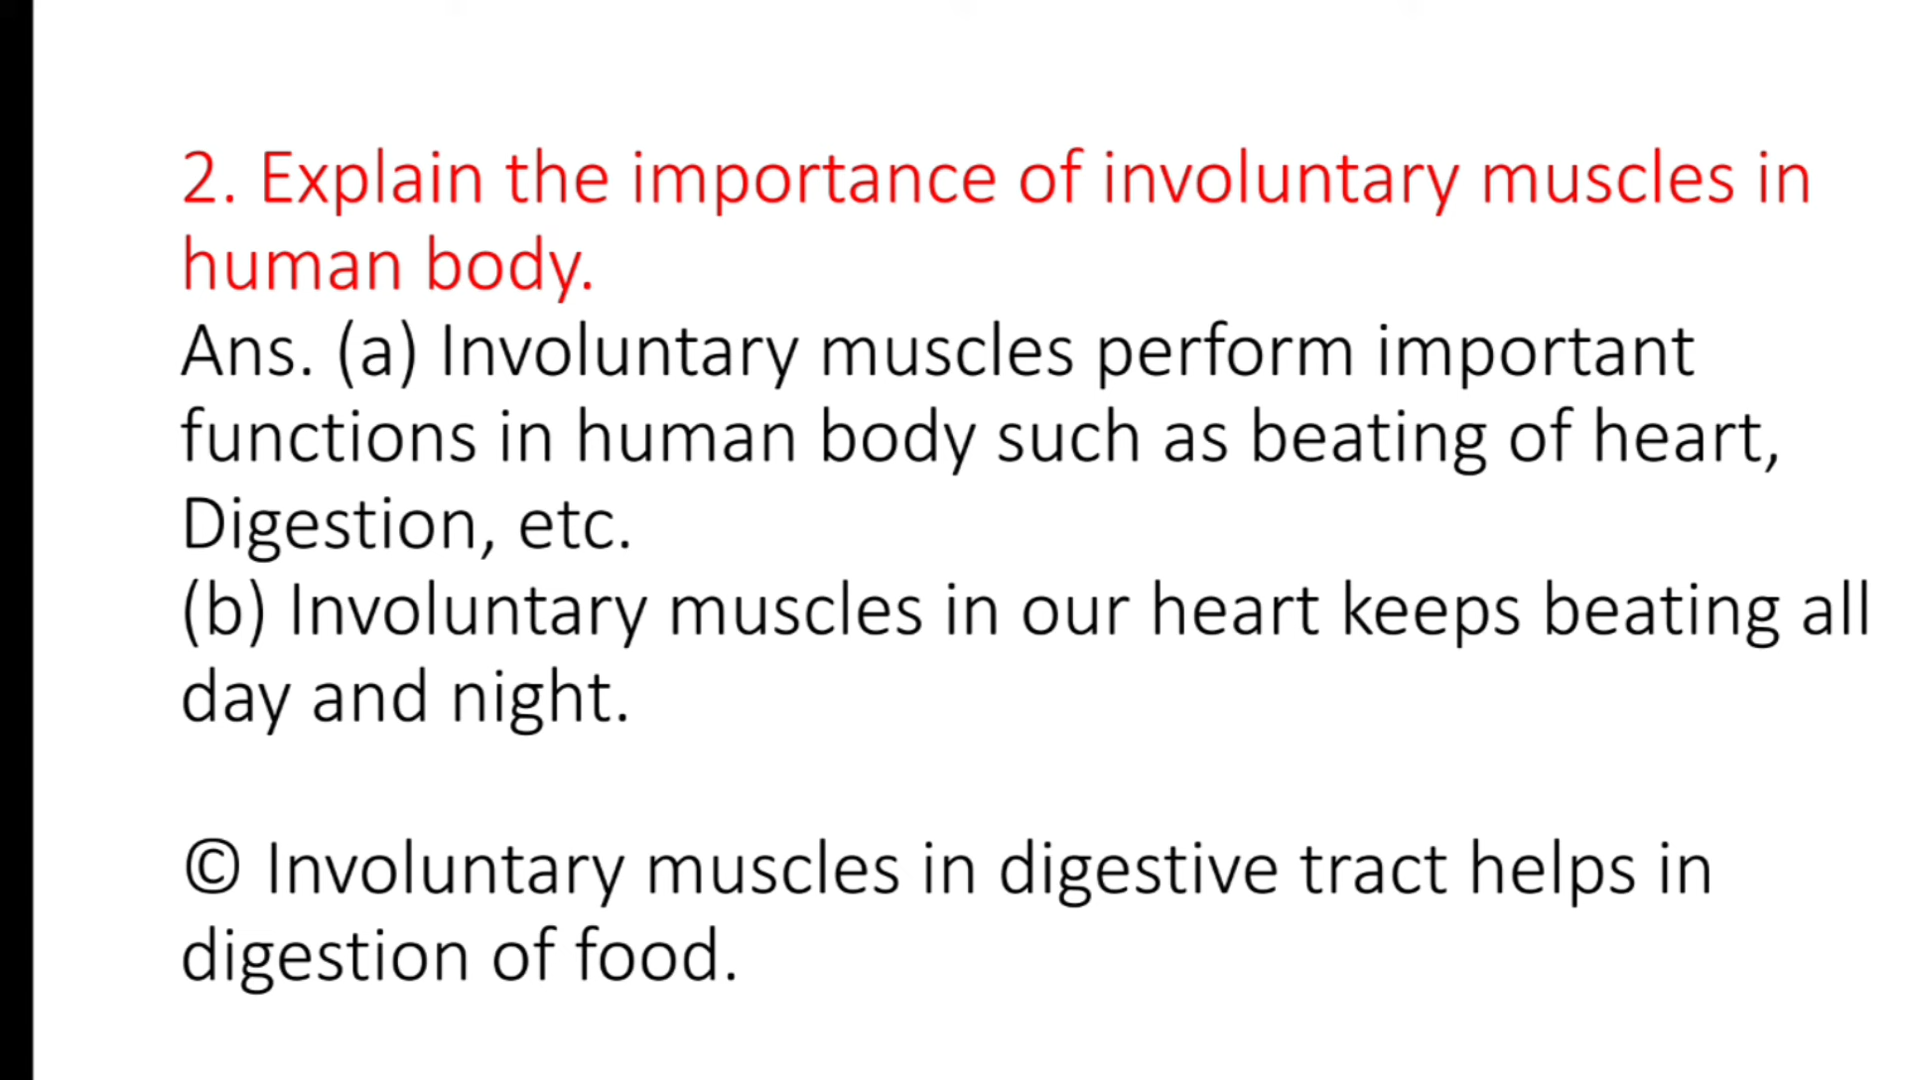 2. Explain the importance of involuntary muscles in
human body.
Ans. (a) Involuntary muscles perform important
functions in human body such as beating of heart,
Digestion, etc.
(b) Involuntary muscles in our heart keeps beating all
day and night.
© Involuntary muscles in digestive tract helps in
digestion of food.